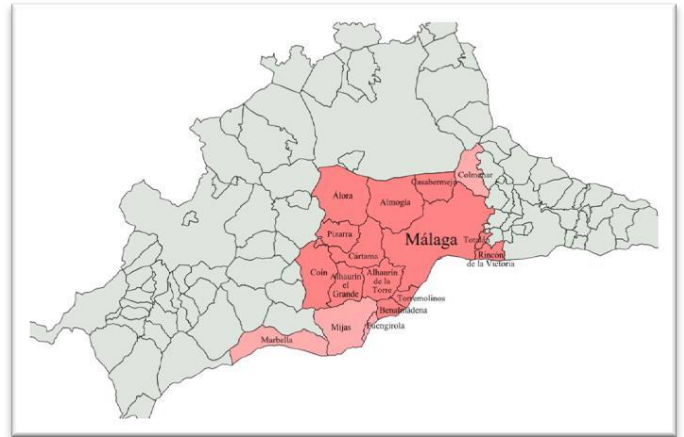 Colmenar
Casabermeja
Álora
Almogía
Pizarra
Málaga
Totalán
Cártama
Rincón
de la Victoria
Coín
Alhaurín
el
Grande
Alhaurín
de la
Torre
Torremolinos
Benalmádena
Fuengirola
Mijas
Marbella